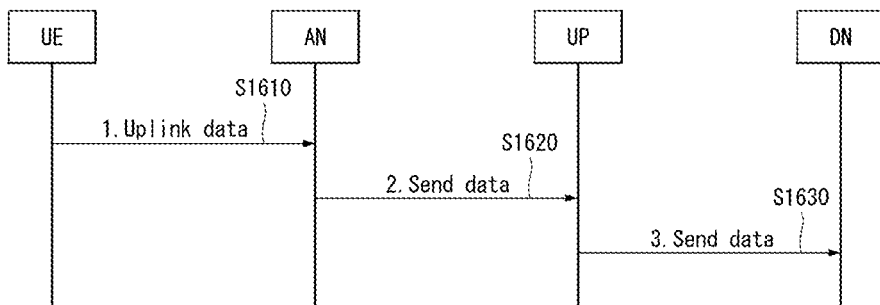 UE
AN
UP
DN
S1610
1.Uplink data
S1620
2.Send data
S1630
3.Send data